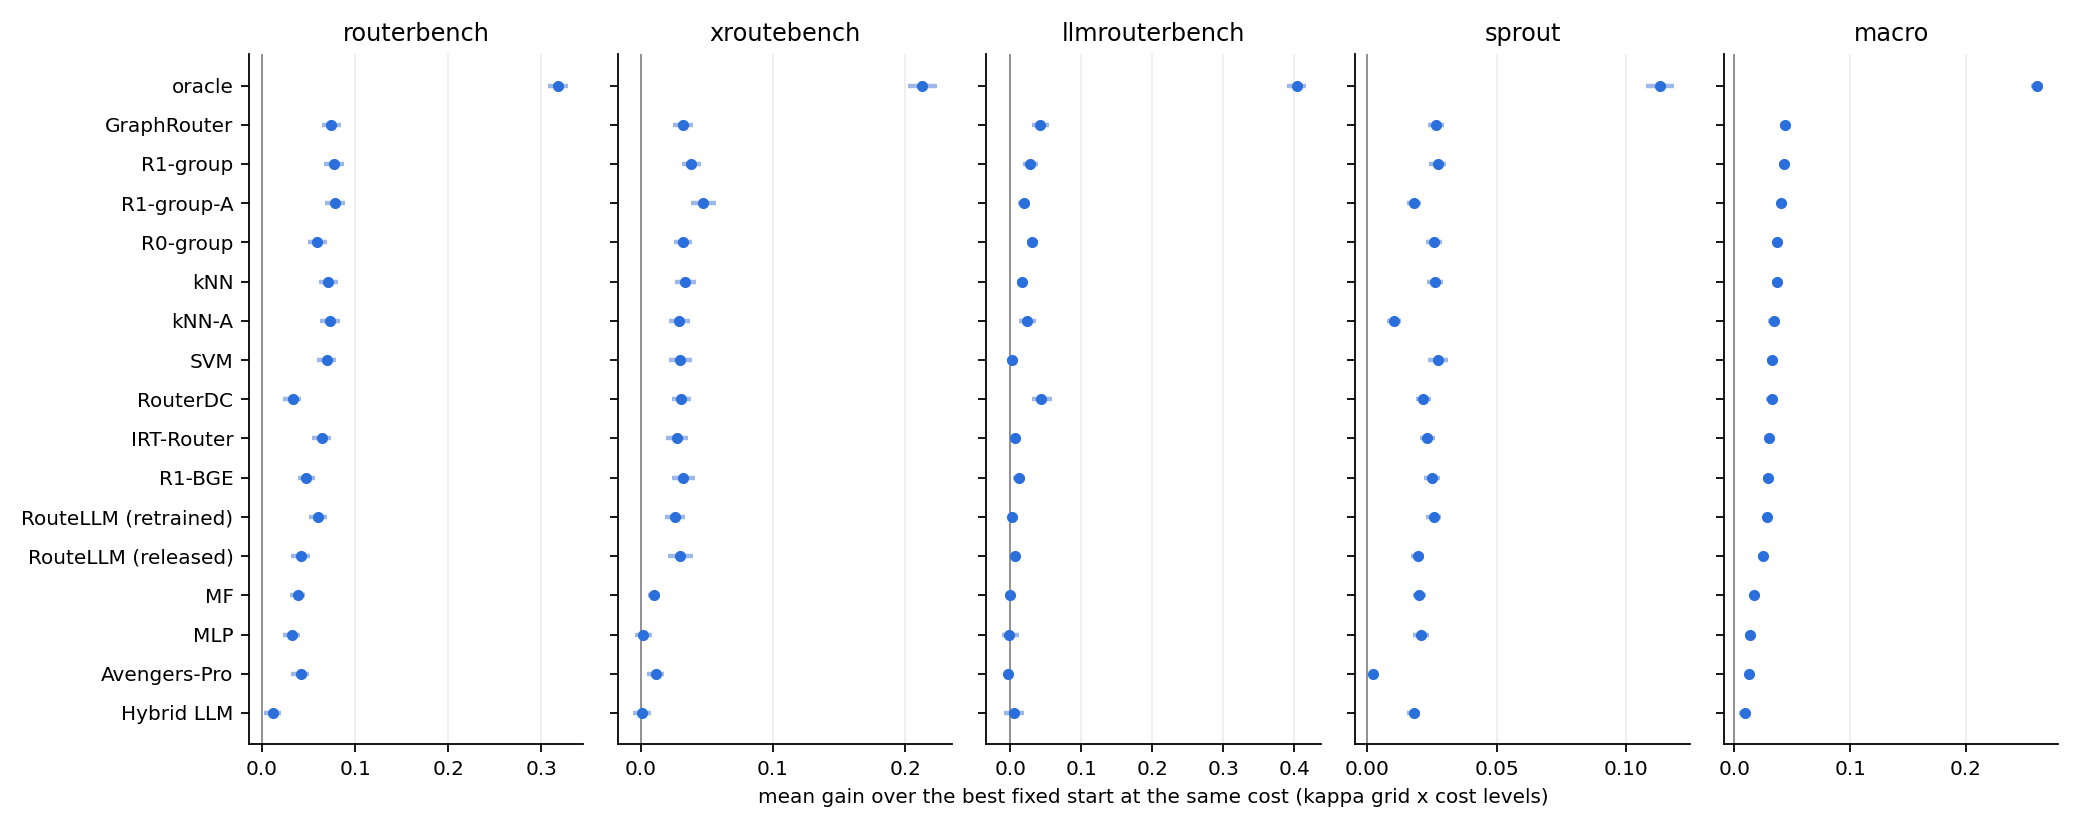 routerbench xroutebench llmrouterbench sprout macro
oracle
GraphRouter
R1-group
R1-group-A
R0-group
kNN
kNN-A
SVM
RouterDC
IRT-Router
R1-BGE
RouteLLM (retrained)
RouteLLM (released)
MF
MLP
Avengers-Pro
Hybrid LLM
0.0 0.1 0.2 0.3 0.0 0.1 0.2 0.0 0.1 0.2 0.3 0.4 0.00 0.05 0.10 0.0 0.1 0.2
mean gain over the best fixed start at the same cost (kappa grid x cost levels)